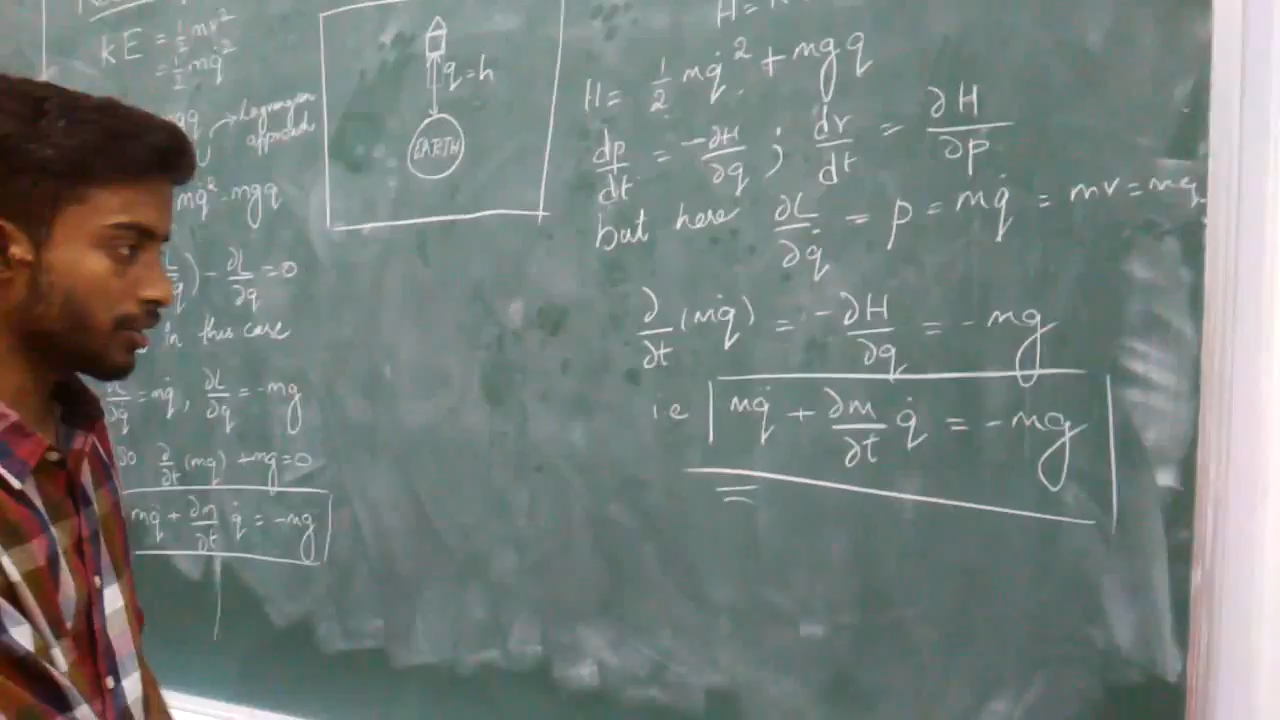 KE = ½mv²
= ½mq̇²
Lagrangian
approach
mq̇² - mgq
) - ∂L/∂q = 0
in this case
∂L/∂q̇ = mq̇, ∂L/∂q = -mg
so ∂/∂t (mq̇) + mg = 0
mq̈ + ∂m/∂t q̇ = -mg
q = h
EARTH
H =
H = ½ mq̇² + mgq
dp/dt = -∂H/∂q ; dr/dt = ∂H/∂p
but here ∂L/∂q̇ = p = mq̇ = mv = mq
∂/∂t (mq̇) = -∂H/∂q = -mg
ie mq̈ + ∂m/∂t q̇ = -mg